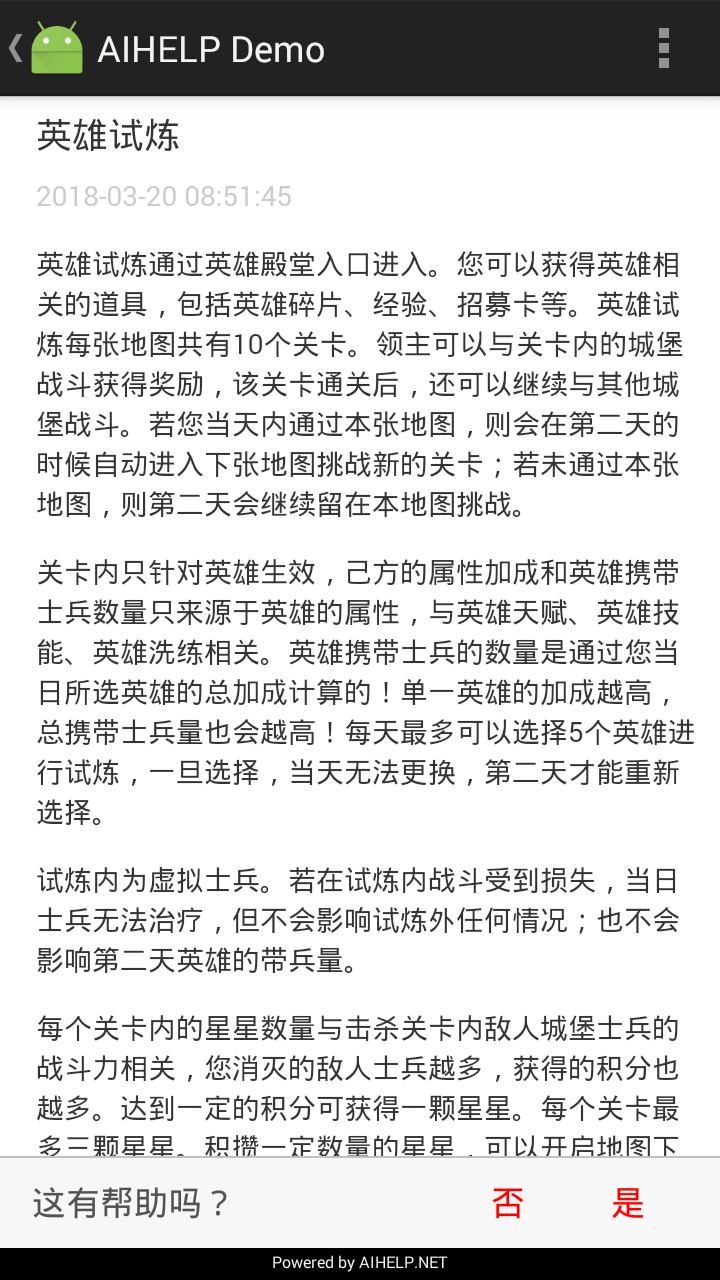 AIHELP Demo
英雄试炼
2018-03-20 08:51:45
英雄试炼通过英雄殿堂入口进入。您可以获得英雄相
关的道具，包括英雄碎片、经验、招募卡等。英雄试
炼每张地图共有10个关卡。领主可以与关卡内的城堡
战斗获得奖励，该关卡通关后，还可以继续与其他城
堡战斗。若您当天内通过本张地图，则会在第二天的
时候自动进入下张地图挑战新的关卡；若未通过本张
地图，则第二天会继续留在本地图挑战。
关卡内只针对英雄生效，己方的属性加成和英雄携带
士兵数量只来源于英雄的属性，与英雄天赋、英雄技
能、英雄洗练相关。英雄携带士兵的数量是通过您当
日所选英雄的总加成计算的！单一英雄的加成越高，
总携带士兵量也会越高！每天最多可以选择5个英雄进
行试炼，一旦选择，当天无法更换，第二天才能重新
选择。
试炼内为虚拟士兵。若在试炼内战斗受到损失，当日
士兵无法治疗，但不会影响试炼外任何情况；也不会
影响第二天英雄的带兵量。
每个关卡内的星星数量与击杀关卡内敌人城堡士兵的
战斗力相关，您消灭的敌人士兵越多，获得的积分也
越多。达到一定的积分可获得一颗星星。每个关卡最
多三颗星星。积攒一定数量的星星，可以开启地图下
这有帮助吗？
否
是
Powered by AIHELP.NET